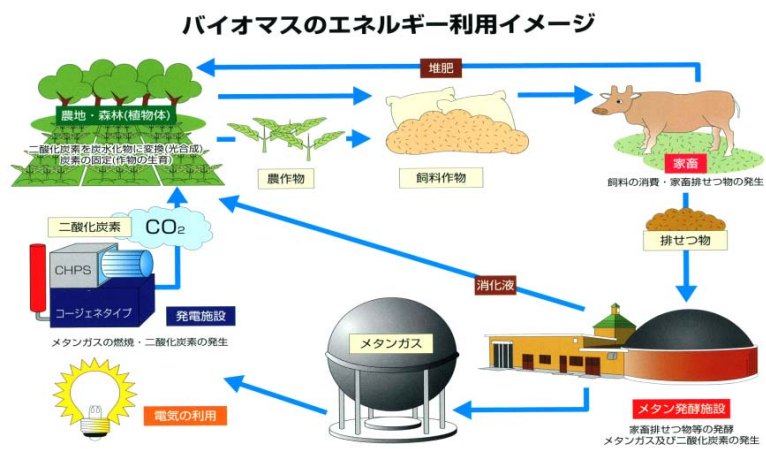 バイオマスのエネルギー利用イメージ
堆肥
農地・森林(植物体)
二酸化炭素を炭水化物に変換(光合成)
炭素の固定(作物の生育)
農作物
飼料作物
家畜
飼料の消費・家畜排せつ物の発生
二酸化炭素
CO₂
排せつ物
CHPS
コージェネタイプ
発電施設
メタンガスの燃焼・二酸化炭素の発生
消化液
メタンガス
電気の利用
メタン発酵施設
家畜排せつ物等の発酵
メタンガス及び二酸化炭素の発生